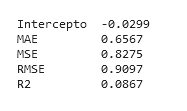 Intercepto -0.0299
MAE 0.6567
MSE 0.8275
RMSE 0.9097
R2 0.0867